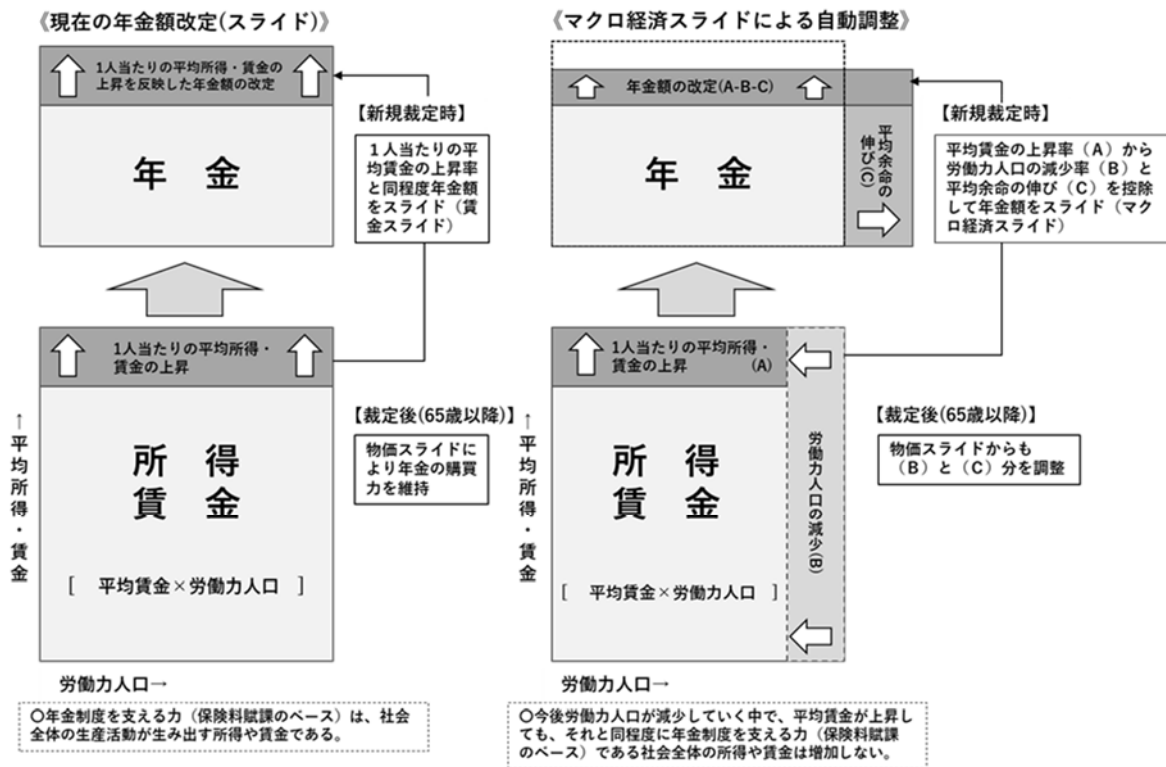 《現在の年金額改定(スライド)》
1人当たりの平均所得・賃金の
上昇を反映した年金額の改定
年 金
【新規裁定時】
１人当たりの平
均賃金の上昇率
と同程度年金額
をスライド（賃
金スライド）
1人当たりの平均所得・
賃金の上昇
【裁定後(65歳以降)】
物価スライドに
より年金の購買
力を維持
↑平均所得・賃金
所 得
賃 金
[ 平均賃金×労働力人口 ]
労働力人口→
〇年金制度を支える力（保険料賦課のベース）は、社会
全体の生産活動が生み出す所得や賃金である。
《マクロ経済スライドによる自動調整》
年金額の改定(A-B-C)
年 金
平均余命の
伸び(C)
【新規裁定時】
平均賃金の上昇率（A）から
労働力人口の減少率（B）と
平均余命の伸び（C）を控除
して年金額をスライド（マク
ロ経済スライド）
1人当たりの平均所得・
賃金の上昇 (A)
【裁定後(65歳以降)】
物価スライドからも
（B）と（C）分を調整
↑平均所得・賃金
所 得
賃 金
[ 平均賃金×労働力人口 ]
労働力人口の減少(B)
労働力人口→
〇今後労働力人口が減少していく中で、平均賃金が上昇し
ても、それと同程度に年金制度を支える力（保険料賦課
のベース）である社会全体の所得や賃金は増加しない。